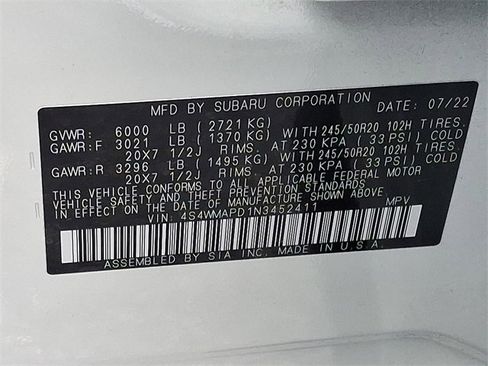 MFD BY SUBARU CORPORATION DATE: 07/22
GVWR: 6000 LB (2721 KG)
GAWR:F 3021 LB (1370 KG) WITH 245/50R20 102H TIRES.
20X7 1/2J RIMS. AT 230 KPA (33 PSI) COLD
GAWR:R 3296 LB (1495 KG) WITH 245/50R20 102H TIRES.
20X7 1/2J RIMS. AT 230 KPA (33 PSI) COLD
THIS VEHICLE CONFORMS TO ALL APPLICABLE FEDERAL MOTOR
VEHICLE SAFETY AND THEFT PREVENTION STANDARDS IN EFFECT
ON THE DATE OF MANUFACTURE SHOWN ABOVE.
VIN: 4S4WMAPD1N3452411 MPV
ASSEMBLED BY SIA INC. MADE IN U.S.A.